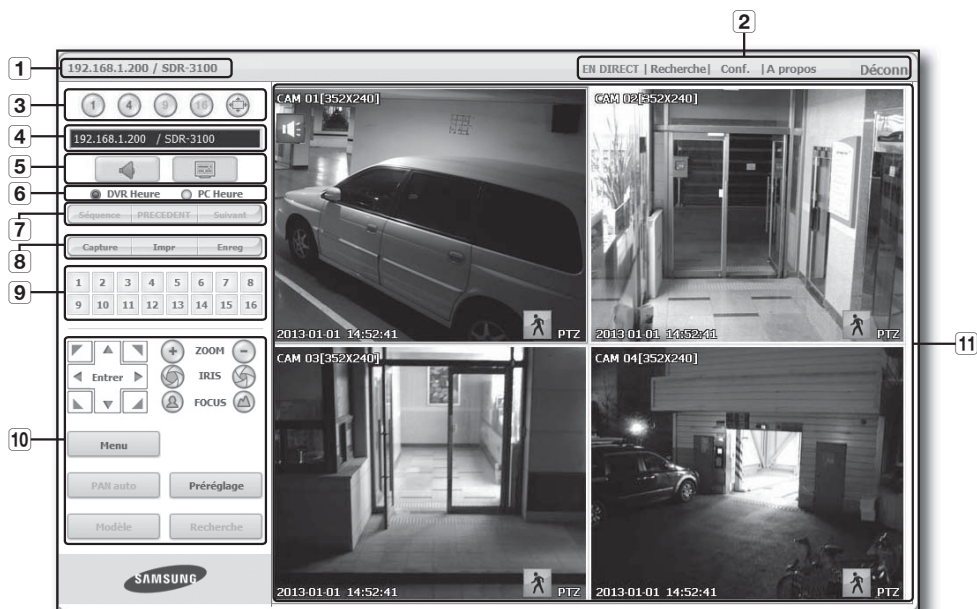 2
1
192.168.1.200 / SDR-3100
EN DIRECT | Recherche | Conf. | A propos Déconn
3
1 4 9 16
4
192.168.1.200 / SDR-3100
5
6
DVR Heure PC Heure
7
Séquence PRECEDENT Suivant
8
Capture Impr Enreg
9
1 2 3 4 5 6 7 8
9 10 11 12 13 14 15 16
10
ZOOM
Entrer IRIS
FOCUS
Menu
PAN auto Préréglage
Modèle Recherche
SAMSUNG
CAM 01[352X240]
2013-01-01 14:52:41 PTZ
CAM 02[352X240]
2013-01-01 14:52:41 PTZ
11
CAM 03[352X240]
2013-01-01 14:52:41 PTZ
CAM 04[352X240]
2013-01-01 14:52:41 PTZ